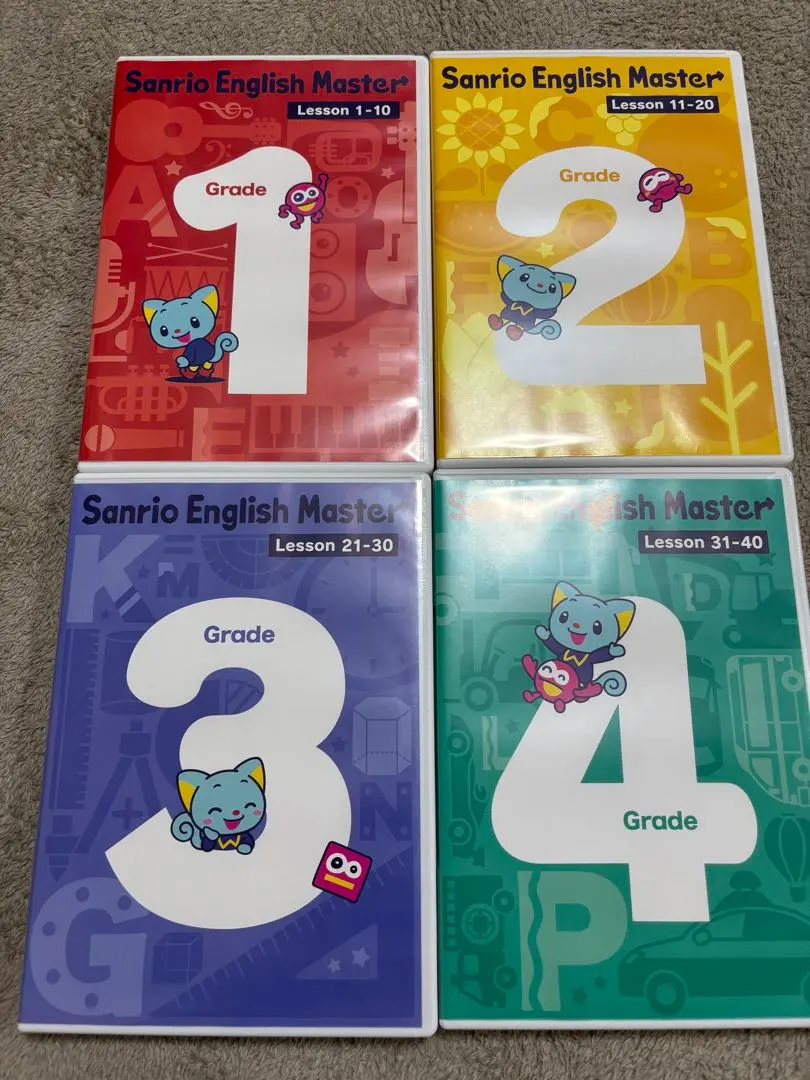 Sanrio English Master
Lesson 1-10
Grade
1
Sanrio English Master
Lesson 11-20
Grade
2
Sanrio English Master
Lesson 21-30
Grade
3
Sanrio English Master
Lesson 31-40
Grade
4